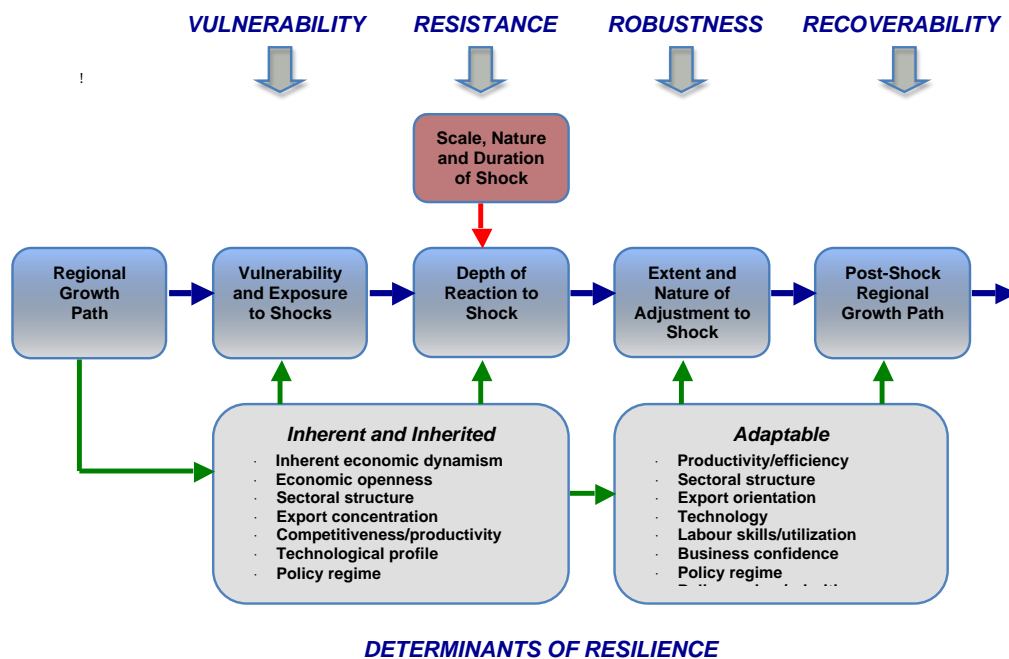 VULNERABILITY RESISTANCE ROBUSTNESS RECOVERABILITY
!
Scale, Nature
and Duration
of Shock
Regional
Growth
Path
Vulnerability
and Exposure
to Shocks
Depth of
Reaction to
Shock
Extent and
Nature of
Adjustment to
Shock
Post-Shock
Regional
Growth Path
Inherent and Inherited
· Inherent economic dynamism
· Economic openness
· Sectoral structure
· Export concentration
· Competitiveness/productivity
· Technological profile
· Policy regime
Adaptable
· Productivity/efficiency
· Sectoral structure
· Export orientation
· Technology
· Labour skills/utilization
· Business confidence
· Policy regime
DETERMINANTS OF RESILIENCE